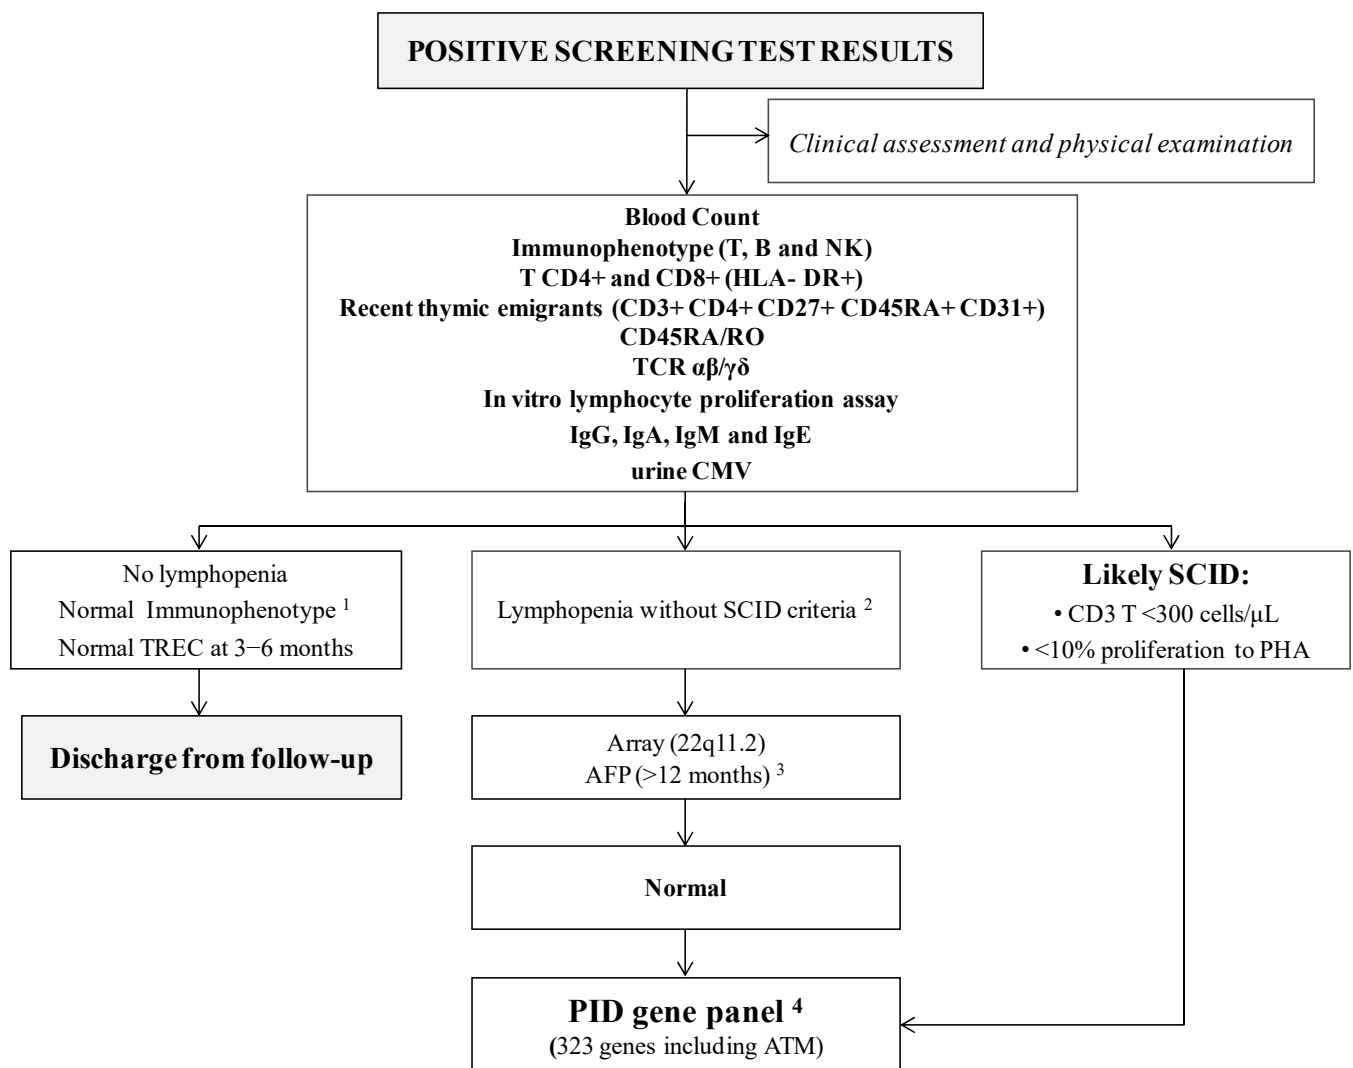 POSITIVE SCREENING TEST RESULTS
Clinical assessment and physical examination
Blood Count
Immunophenotype (T, B and NK)
T CD4+ and CD8+ (HLA- DR+)
Recent thymic emigrants (CD3+ CD4+ CD27+ CD45RA+ CD31+)
CD45RA/RO
TCR αβ/γδ
In vitro lymphocyte proliferation assay
IgG, IgA, IgM and IgE
urine CMV
No lymphopenia
Normal Immunophenotype 1
Normal TREC at 3−6 months
Discharge from follow-up
Lymphopenia without SCID criteria 2
Array (22q11.2)
AFP (>12 months) 3
Normal
Likely SCID:
• CD3 T <300 cells/µL
• <10% proliferation to PHA
PID gene panel 4
(323 genes including ATM)